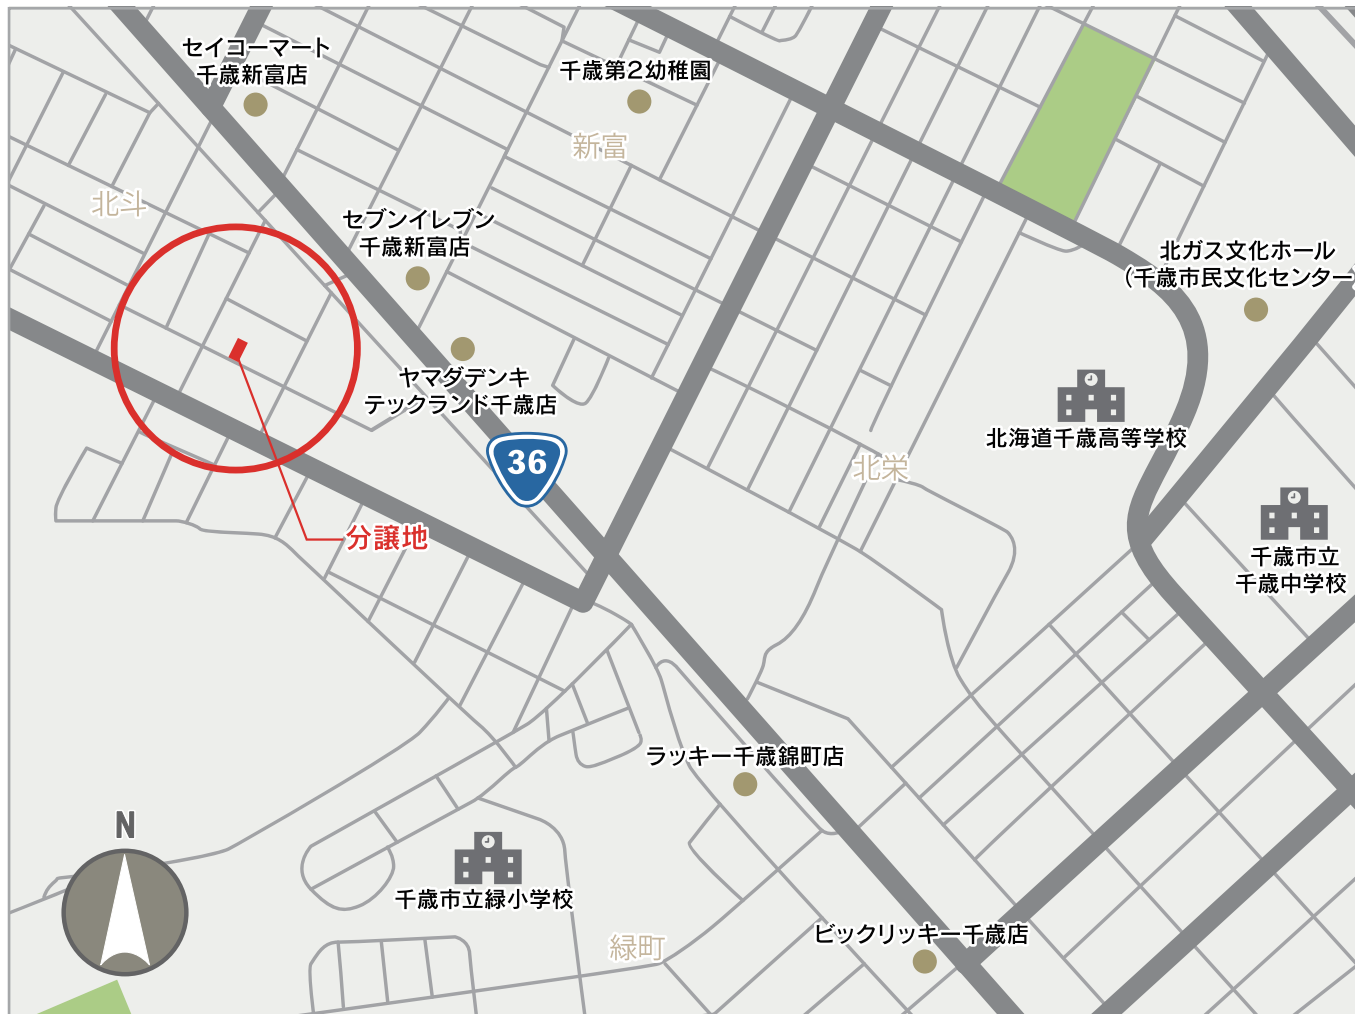 セイコーマート
千歳新富店
千歳第2幼稚園
新富
北斗
セブンイレブン
千歳新富店
北ガス文化ホール
（千歳市民文化センター
ヤマダデンキ
テックランド千歳店
36
北海道千歳高等学校
北栄
分譲地
千歳市立
千歳中学校
ラッキー千歳錦町店
N
千歳市立緑小学校
緑町
ビックリッキー千歳店